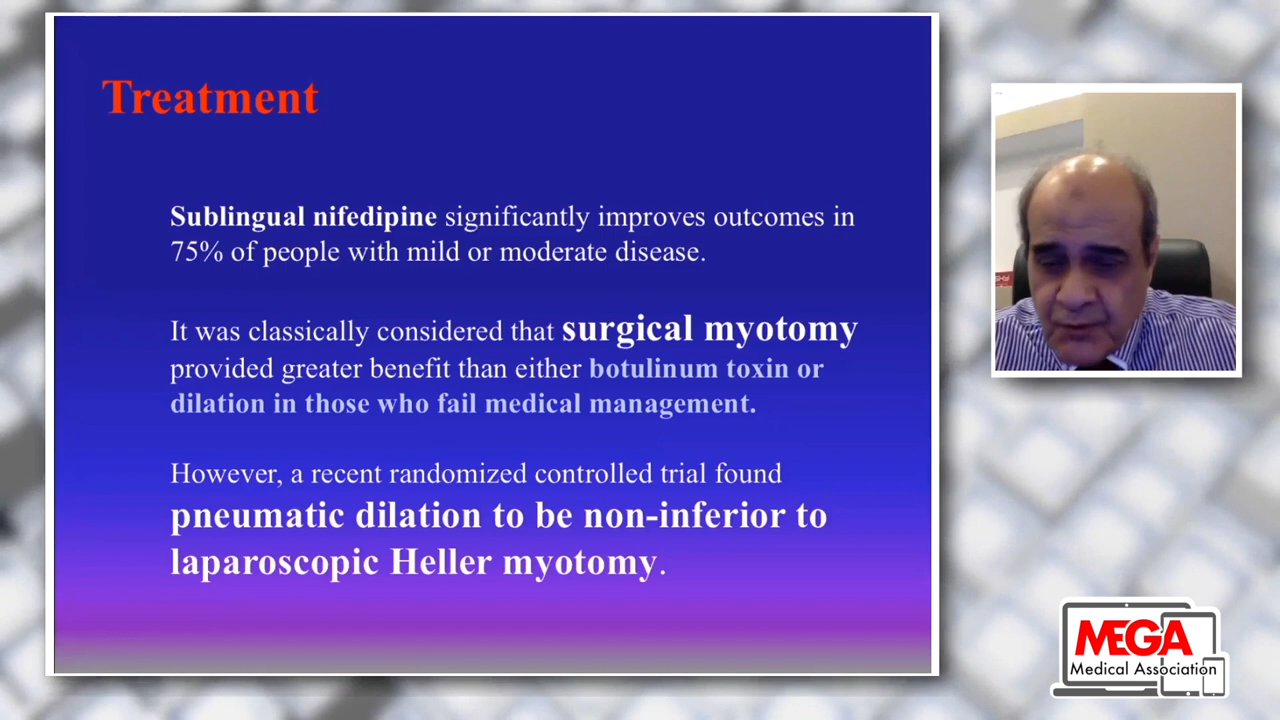 Treatment
Sublingual nifedipine significantly improves outcomes in
75% of people with mild or moderate disease.
It was classically considered that surgical myotomy
provided greater benefit than either botulinum toxin or
dilation in those who fail medical management.
However, a recent randomized controlled trial found
pneumatic dilation to be non-inferior to
laparoscopic Heller myotomy.
MEGA
Medical Association